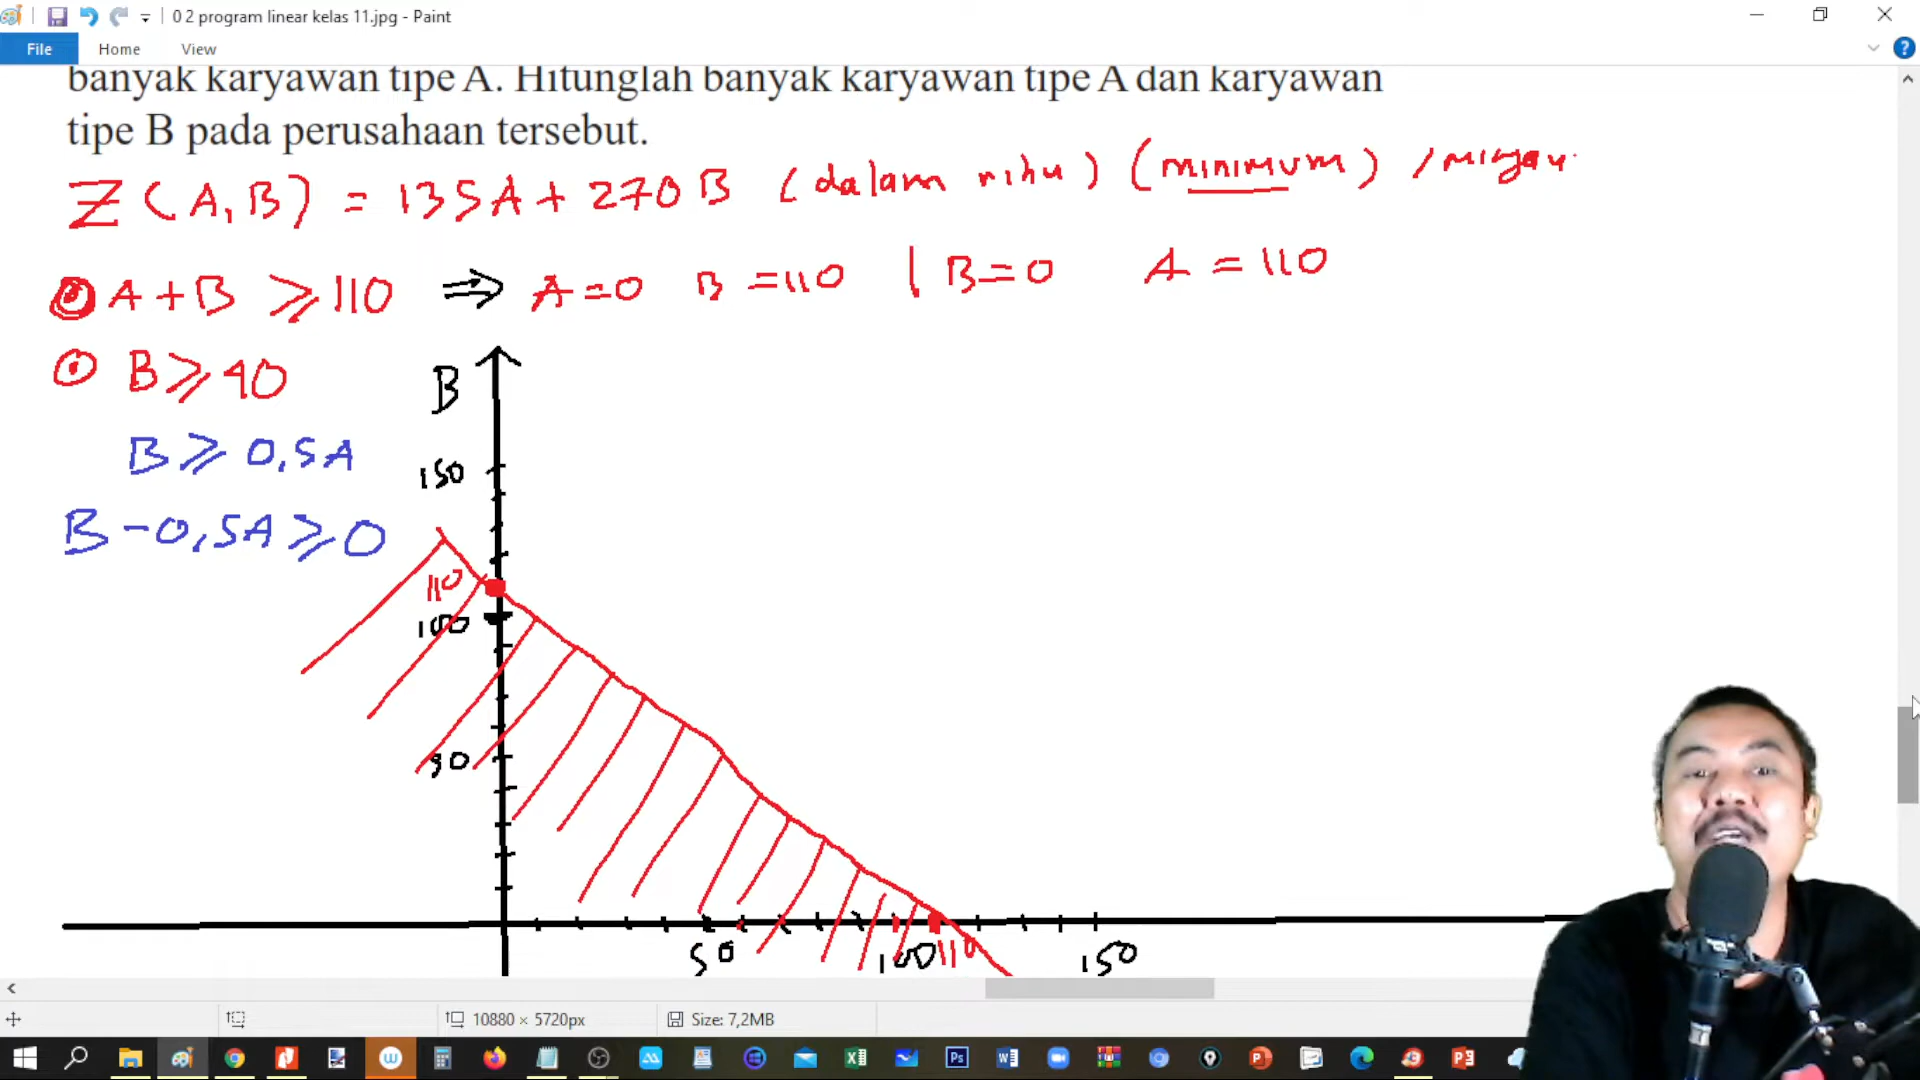 0 2 program linear kelas 11.jpg - Paint
File Home View
banyak karyawan tipe A. Hitunglah banyak karyawan tipe A dan karyawan
tipe B pada perusahaan tersebut.
Z(A,B) = 135A + 270B (dalam ribu) (minimum) /minggu
A+B ≥ 110 ⇒ A=0 B=110 | B=0 A=110
B ≥ 40
B ≥ 0,5A
B-0,5A ≥ 0
B
150
110
100
50
50 100 110 150
10880 × 5720px
Size: 7,2MB